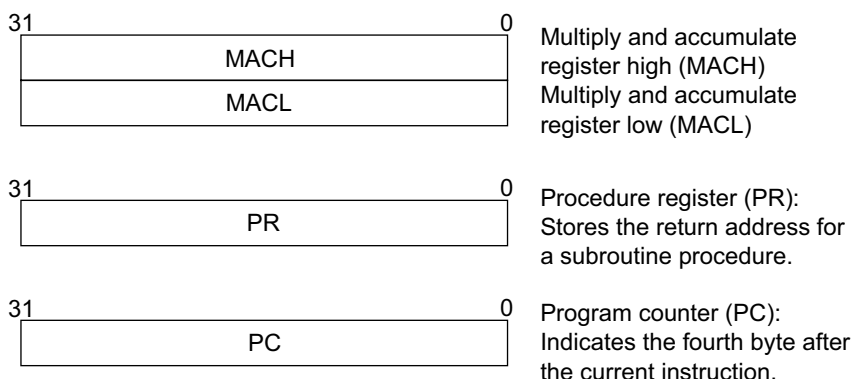 31 0
MACH
MACL
Multiply and accumulate
register high (MACH)
Multiply and accumulate
register low (MACL)
31 0
PR
Procedure register (PR):
Stores the return address for
a subroutine procedure.
31 0
PC
Program counter (PC):
Indicates the fourth byte after
the current instruction.